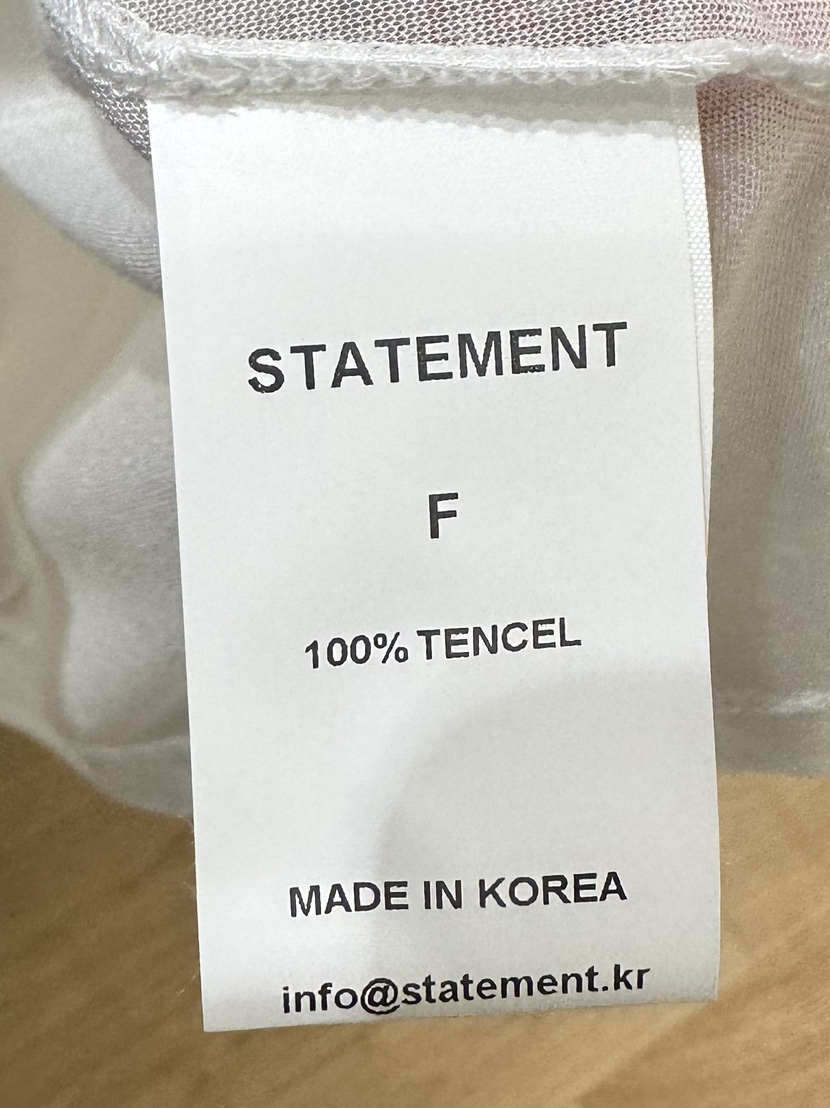 STATEMENT
F
100% TENCEL
MADE IN KOREA
info@statement.kr